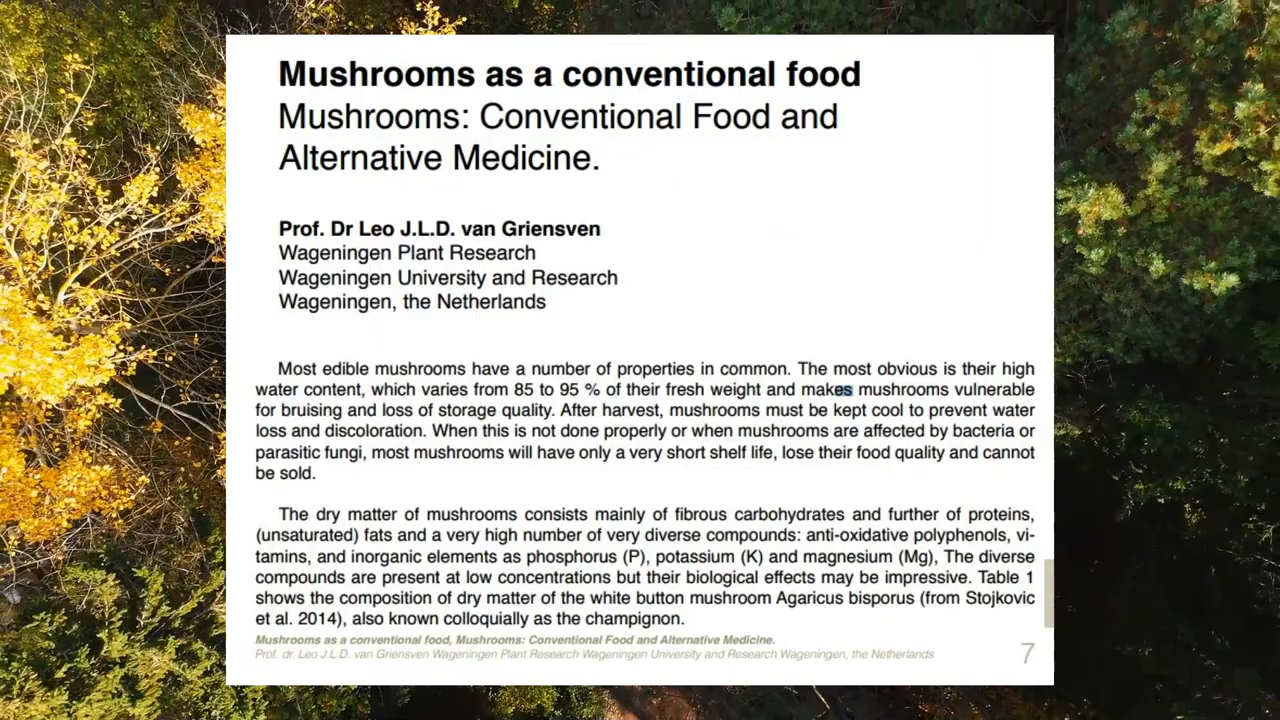 Mushrooms as a conventional food
Mushrooms: Conventional Food and
Alternative Medicine.
Prof. Dr Leo J.L.D. van Griensven
Wageningen Plant Research
Wageningen University and Research
Wageningen, the Netherlands
Most edible mushrooms have a number of properties in common. The most obvious is their high
water content, which varies from 85 to 95 % of their fresh weight and makes mushrooms vulnerable
for bruising and loss of storage quality. After harvest, mushrooms must be kept cool to prevent water
loss and discoloration. When this is not done properly or when mushrooms are affected by bacteria or
parasitic fungi, most mushrooms will have only a very short shelf life, lose their food quality and cannot
be sold.
The dry matter of mushrooms consists mainly of fibrous carbohydrates and further of proteins,
(unsaturated) fats and a very high number of very diverse compounds: anti-oxidative polyphenols, vi-
tamins, and inorganic elements as phosphorus (P), potassium (K) and magnesium (Mg), The diverse
compounds are present at low concentrations but their biological effects may be impressive. Table 1
shows the composition of dry matter of the white button mushroom Agaricus bisporus (from Stojkovic
et al. 2014), also known colloquially as the champignon.
Mushrooms as a conventional food, Mushrooms: Conventional Food and Alternative Medicine.
Prof. dr. Leo J.L.D. van Griensven Wageningen Plant Research Wageningen University and Research Wageningen, the Netherlands
7